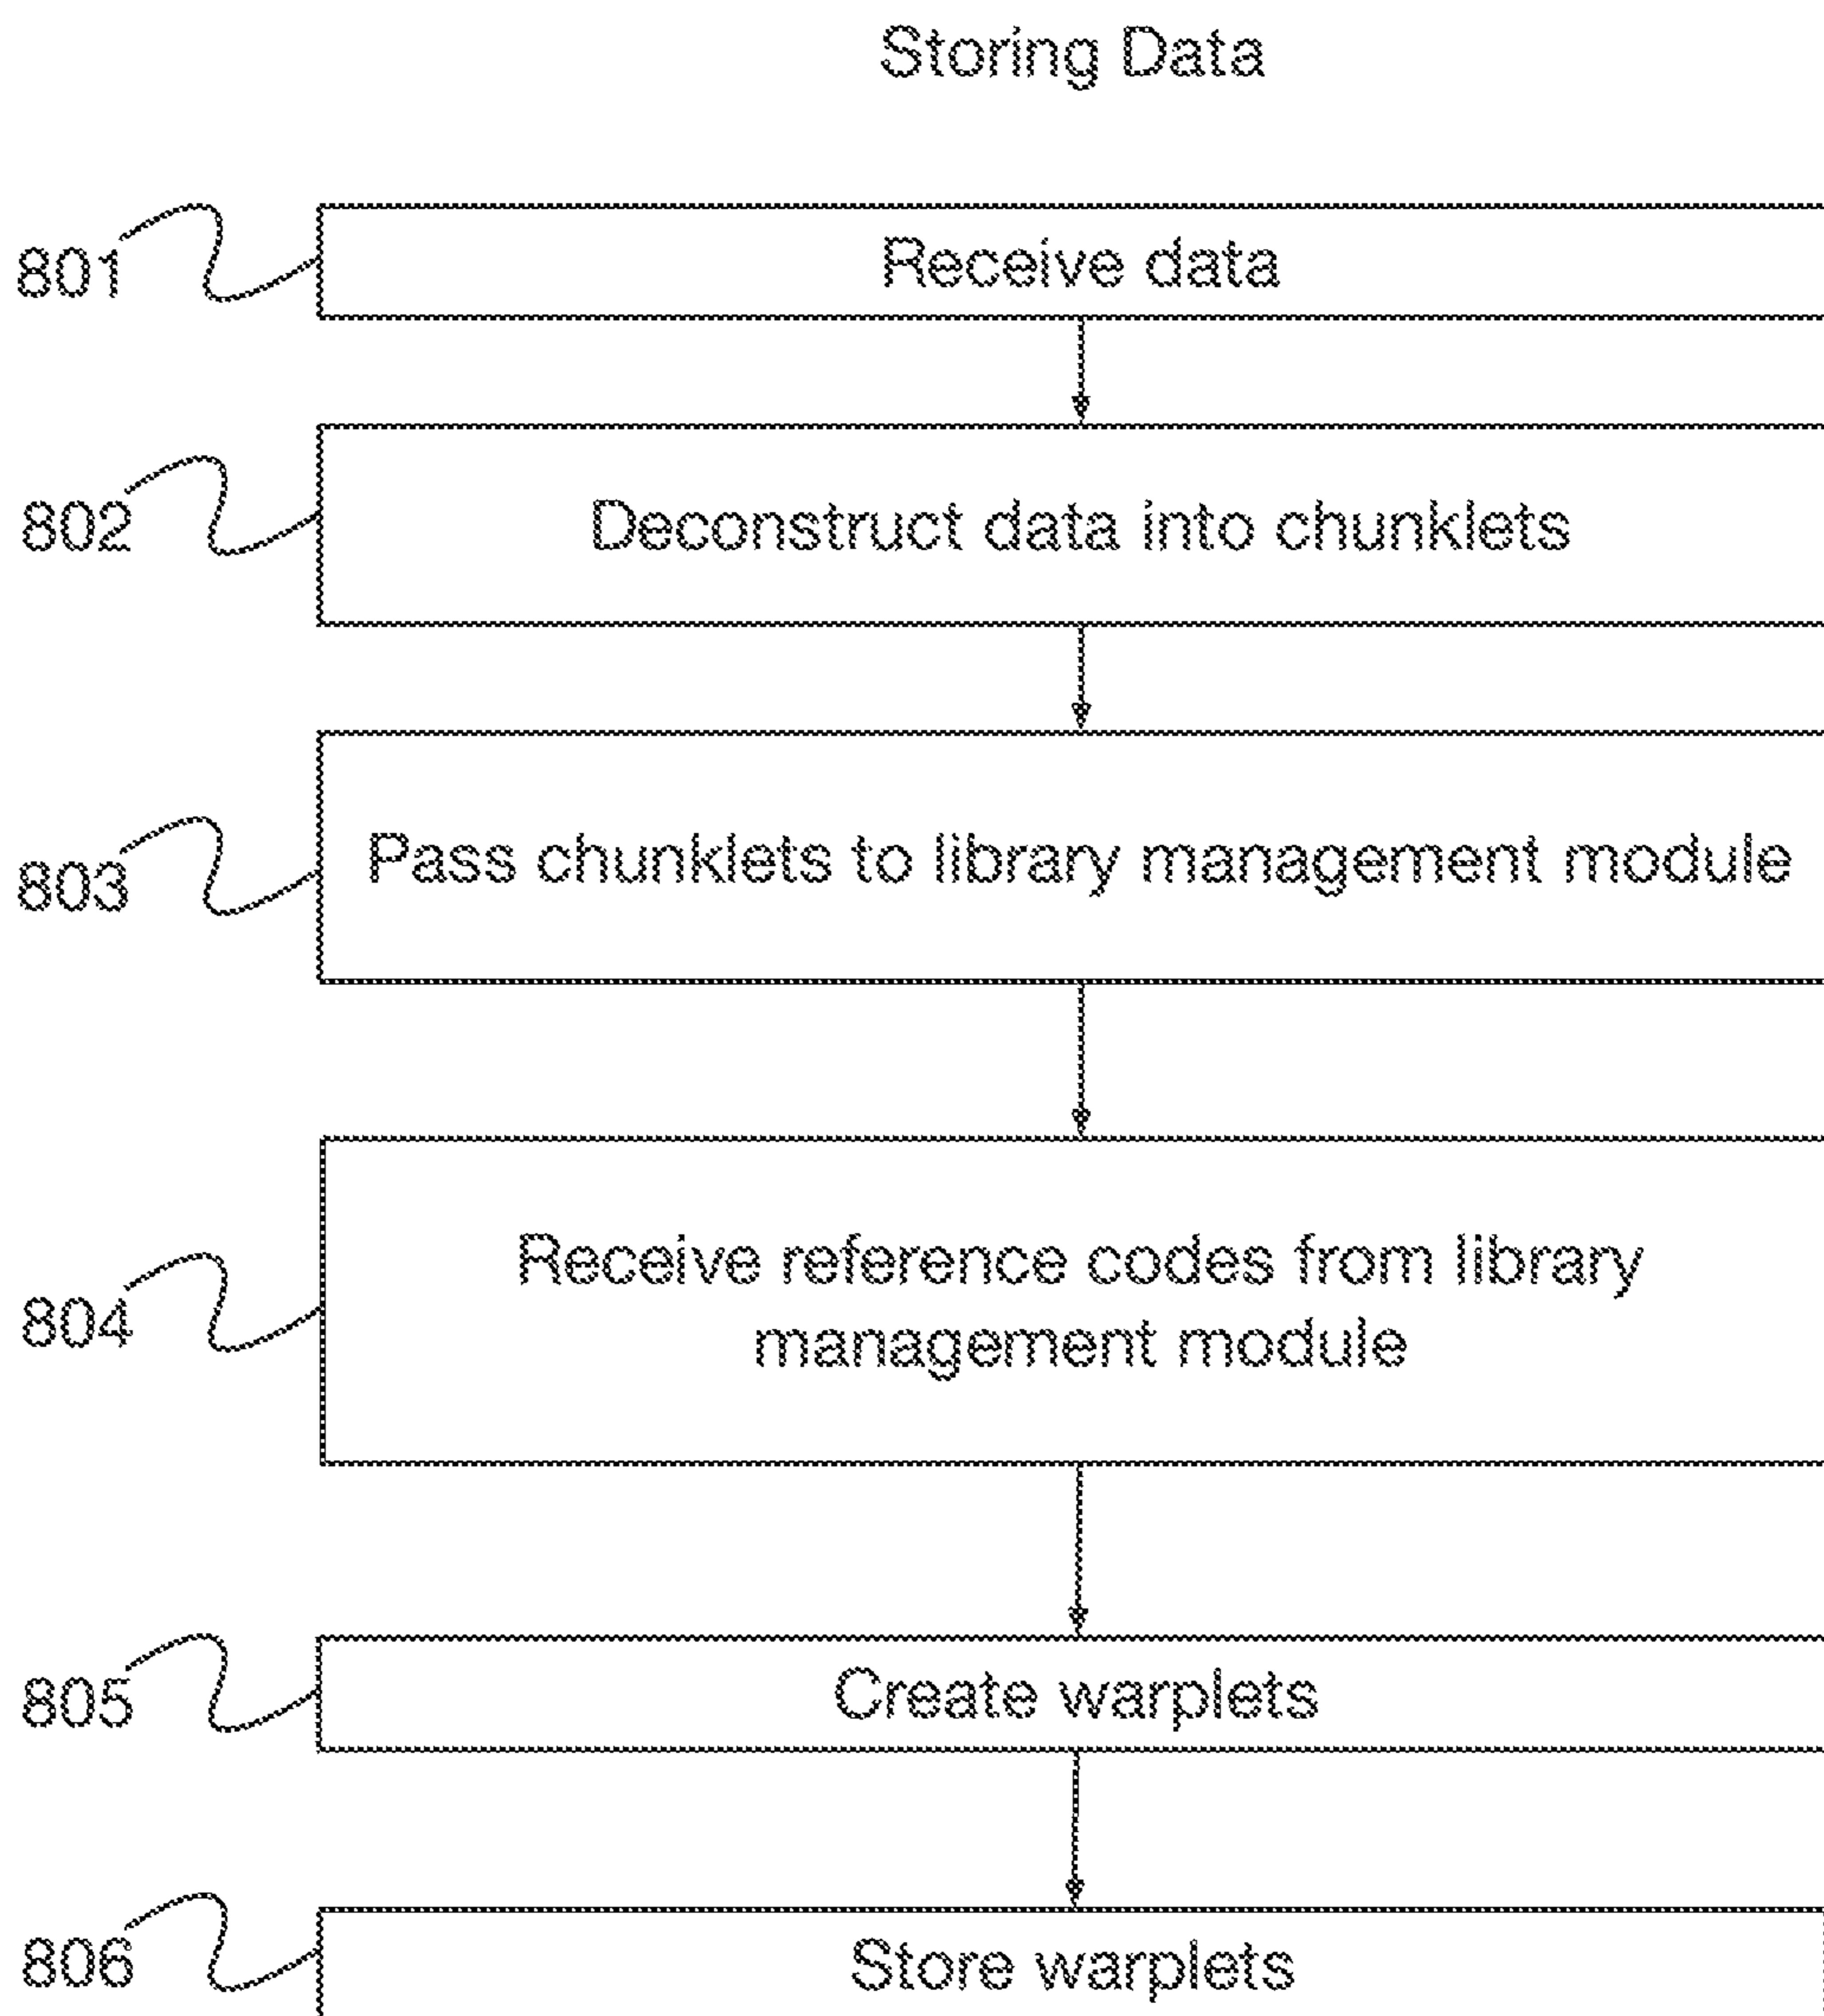 Storing Data
801
Receive data
802
Deconstruct data into chunklets
803
Pass chunklets to library management module
804
Receive reference codes from library
management module
805
Create warplets
806
Store warplets